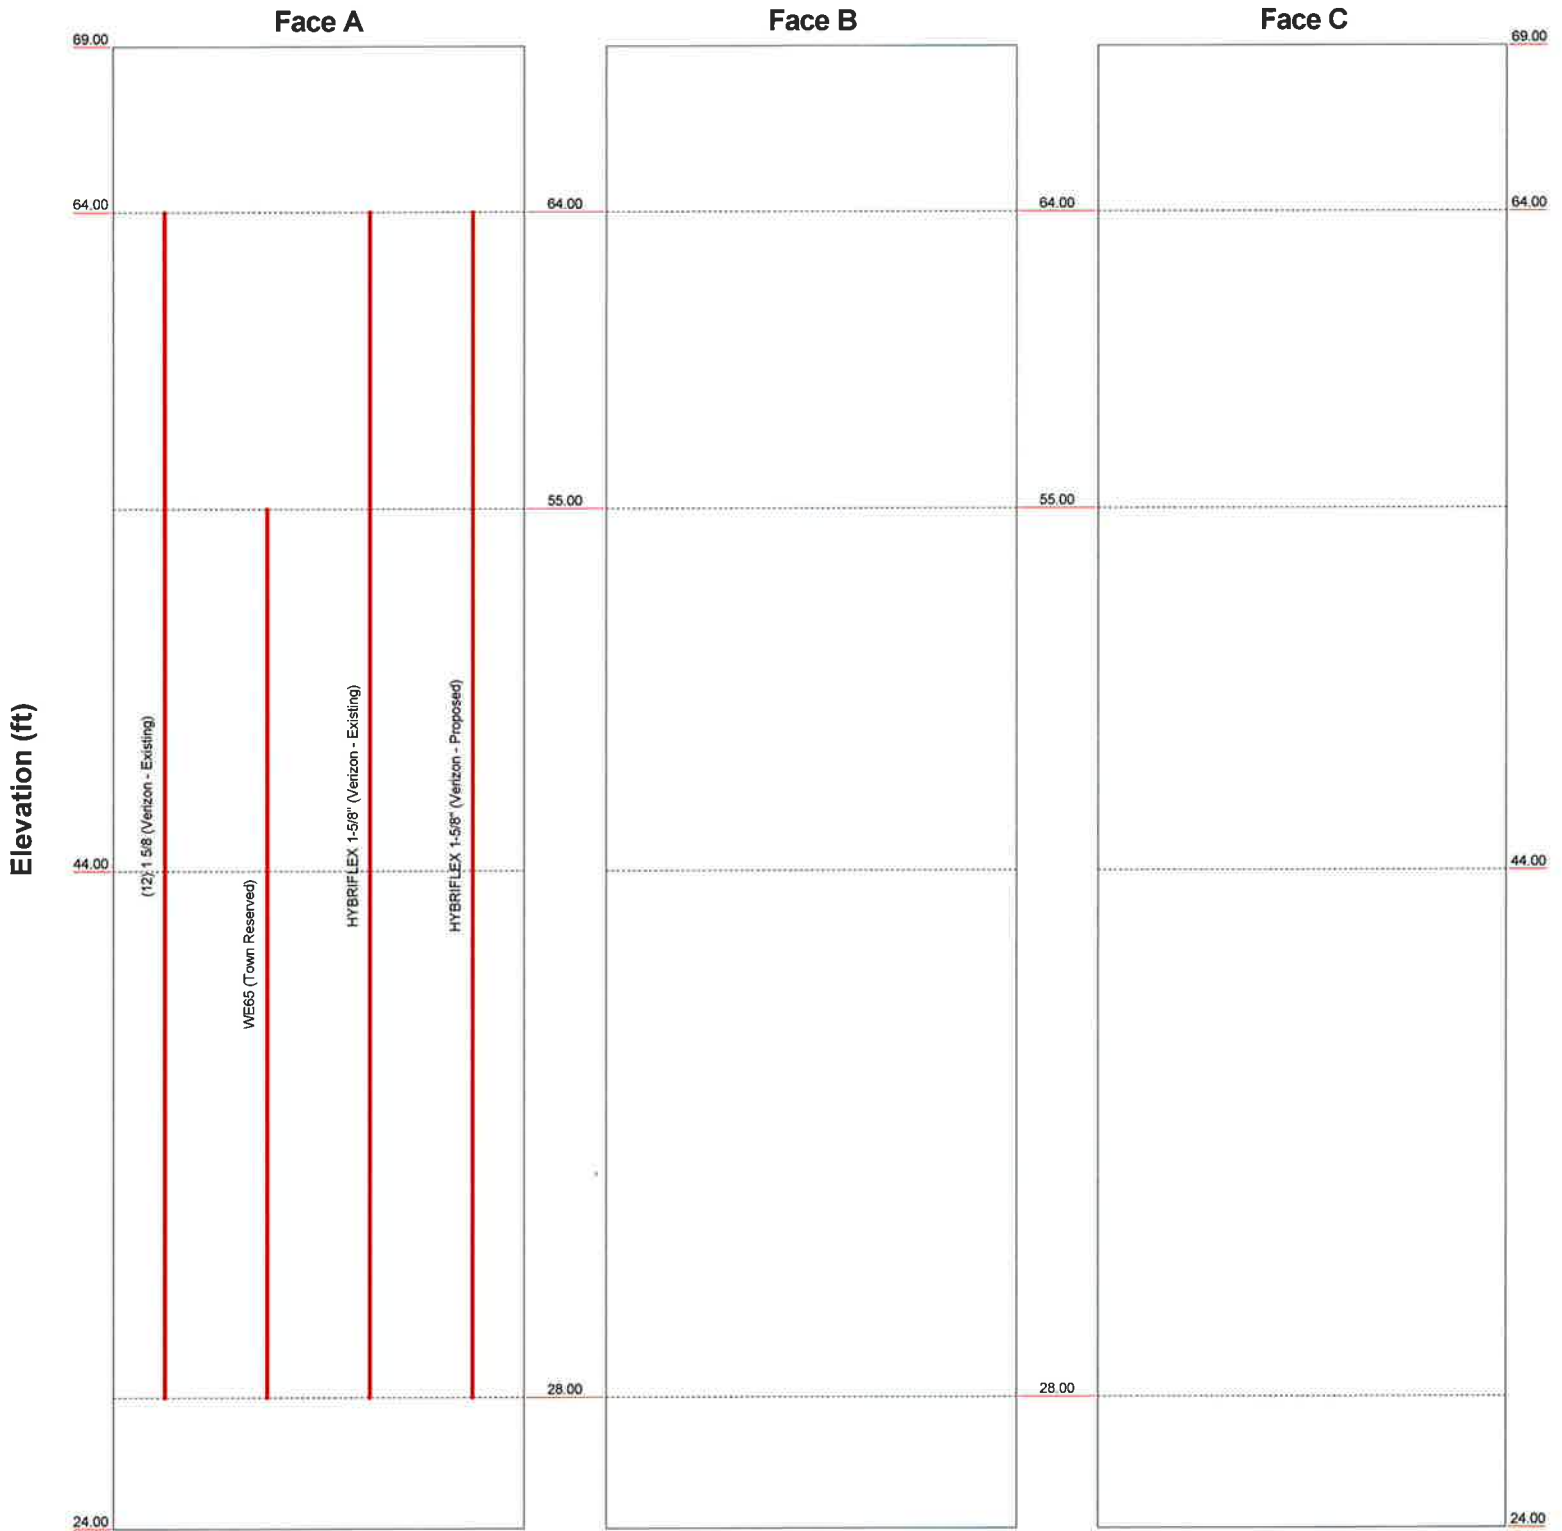 Face A
Face B
Face C
69.00
69.00
64.00
64.00
64.00
64.00
55.00
55.00
Elevation (ft)
(12) 1 5/8 (Verizon - Existing)
WE65 (Town Reserved)
HYBRIFLEX 1-5/8" (Verizon - Existing)
HYBRIFLEX 1-5/8" (Verizon - Proposed)
44.00
44.00
28.00
28.00
24.00
24.00